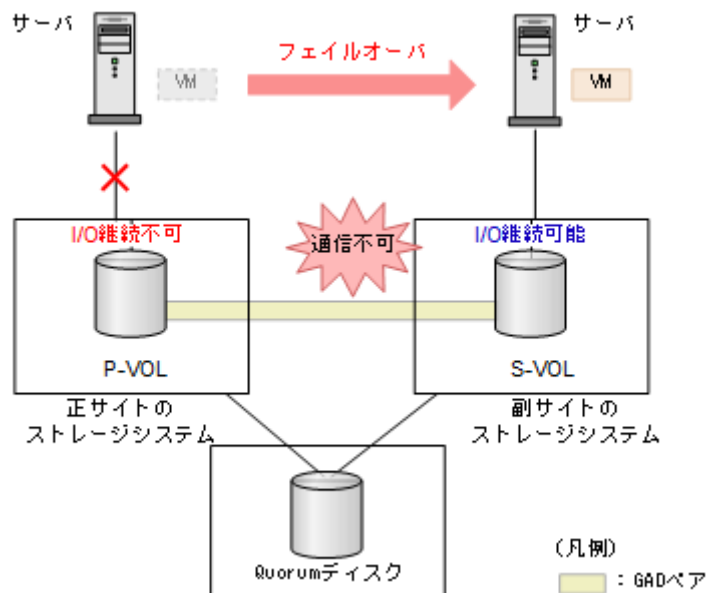 サーバ
サーバ
フェイルオーバ
VM
VM
I/O継続不可
通信不可
I/O継続可能
P-VOL
S-VOL
正サイトの
ストレージシステム
副サイトの
ストレージシステム
Quorumディスク
(凡例)
：GADペア